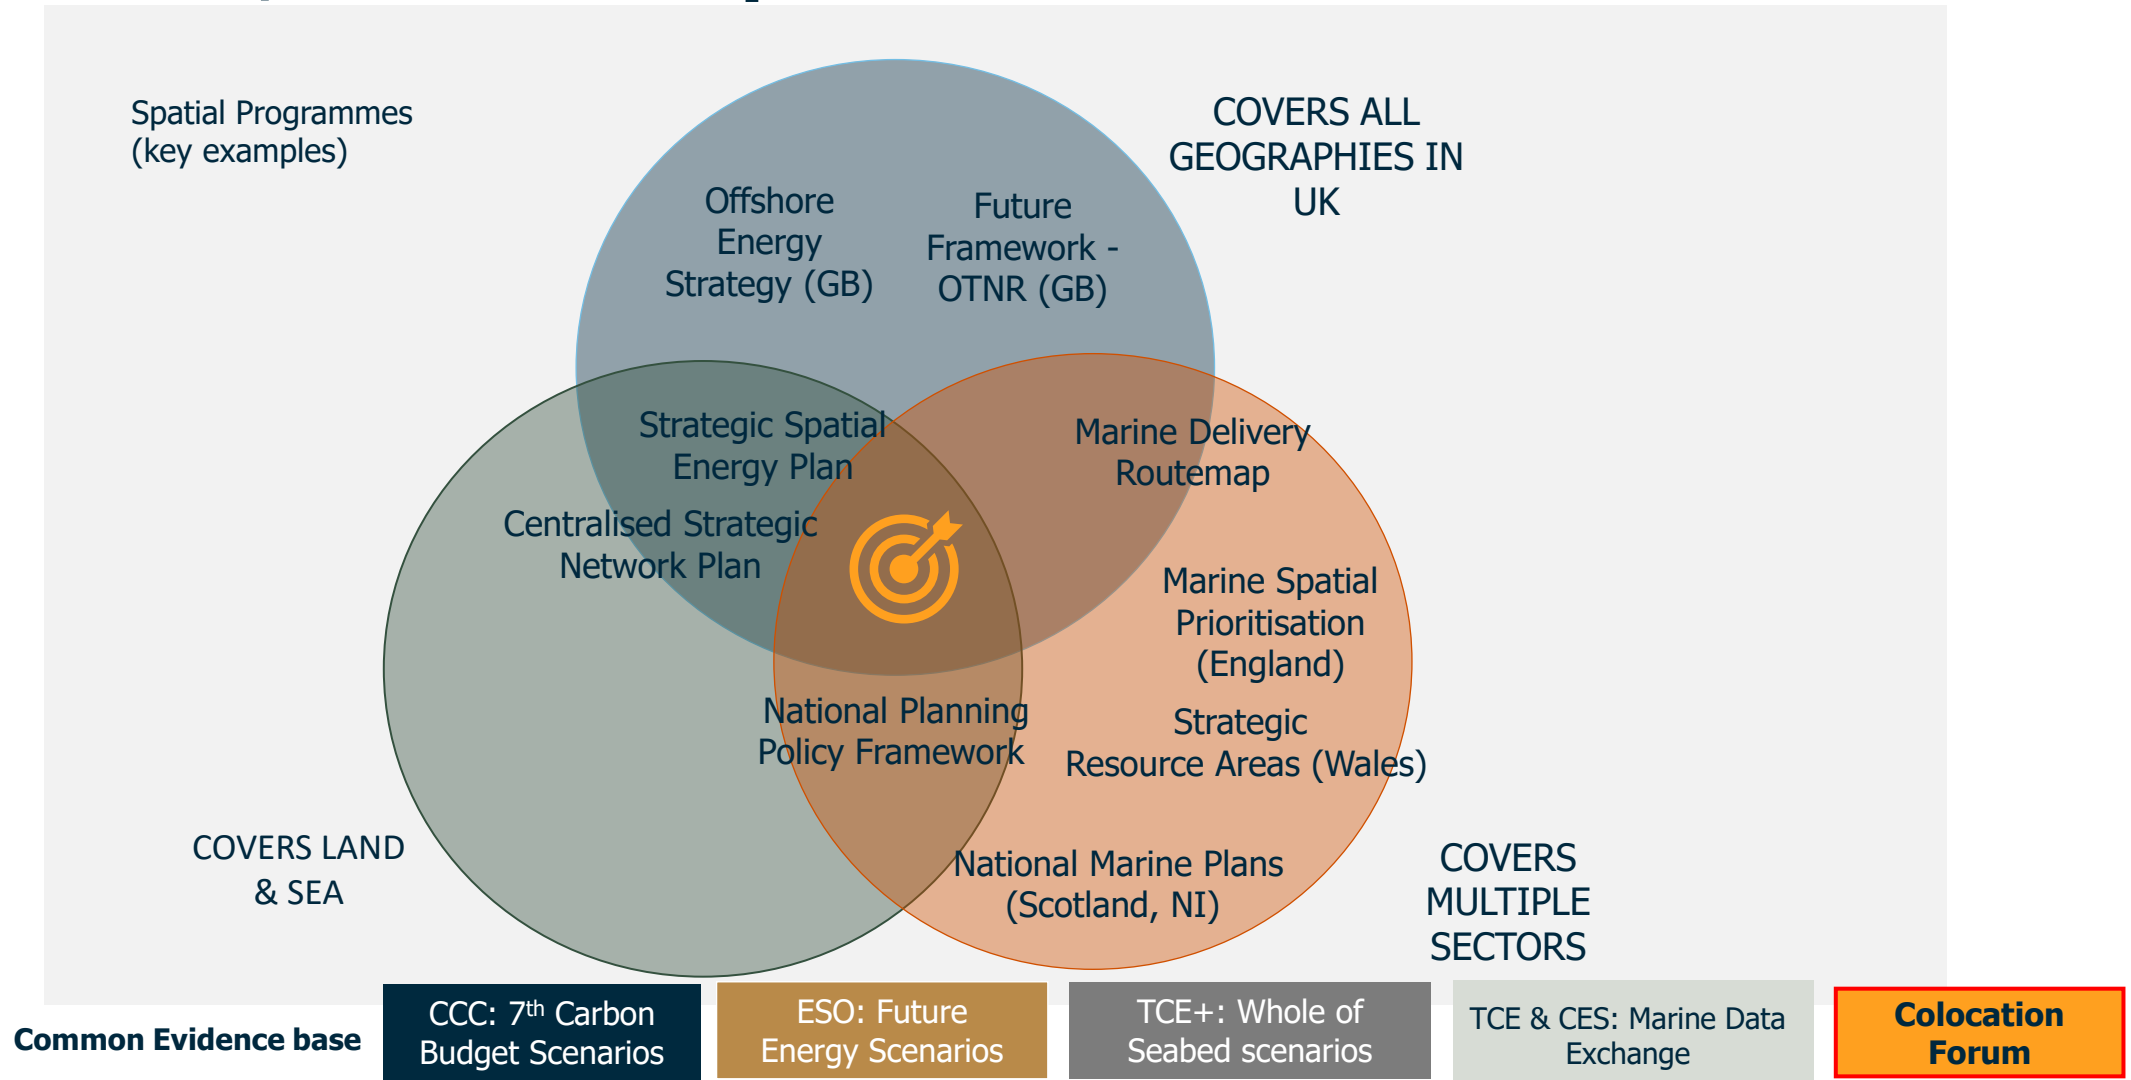 Spatial Programmes
(key examples)
COVERS ALL
GEOGRAPHIES IN
UK
Offshore
Energy
Strategy (GB)
Future
Framework -
OTNR (GB)
Strategic Spatial
Energy Plan
Centralised Strategic
Network Plan
Marine Delivery
Routemap
Marine Spatial
Prioritisation
(England)
Strategic
Resource Areas (Wales)
National Planning
Policy Framework
National Marine Plans
(Scotland, NI)
COVERS LAND
& SEA
COVERS
MULTIPLE
SECTORS
Common Evidence base
CCC: 7th Carbon
Budget Scenarios
ESO: Future
Energy Scenarios
TCE+: Whole of
Seabed scenarios
TCE & CES: Marine Data
Exchange
Colocation
Forum